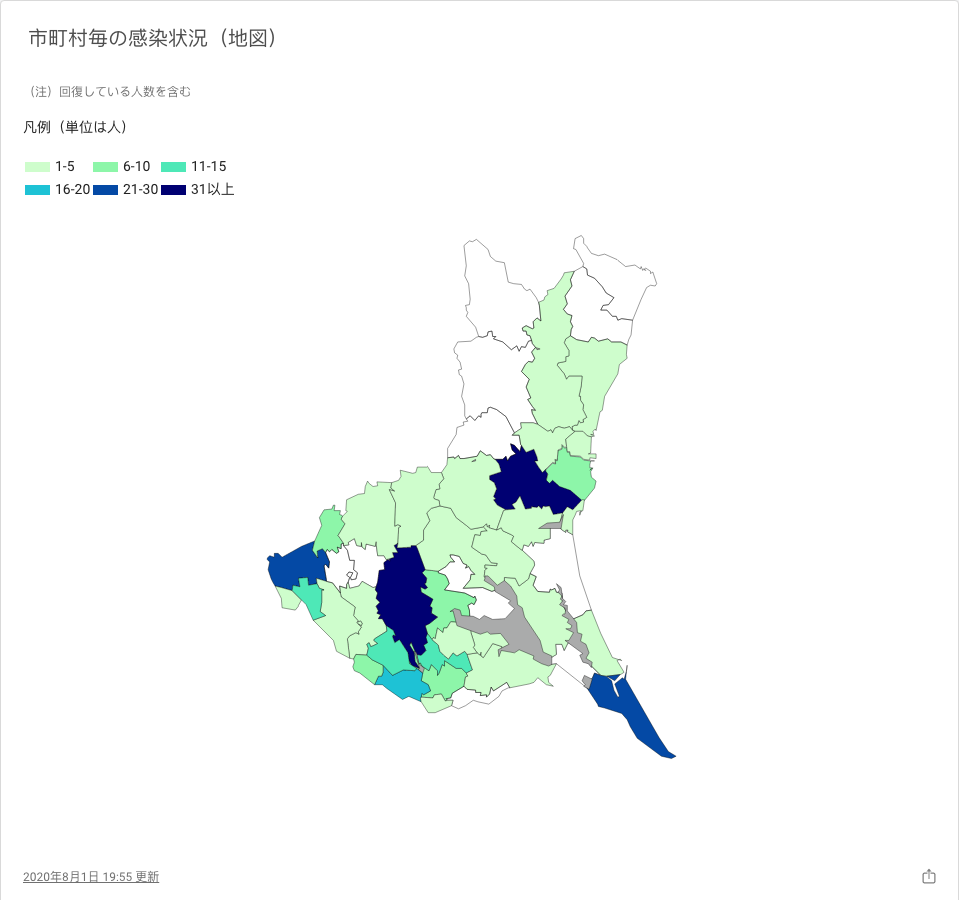 市町村毎の感染状況（地図）
（注）回復している人数を含む
凡例（単位は人）
1-5 6-10 11-15
16-20 21-30 31以上
2020年8月1日 19:55 更新